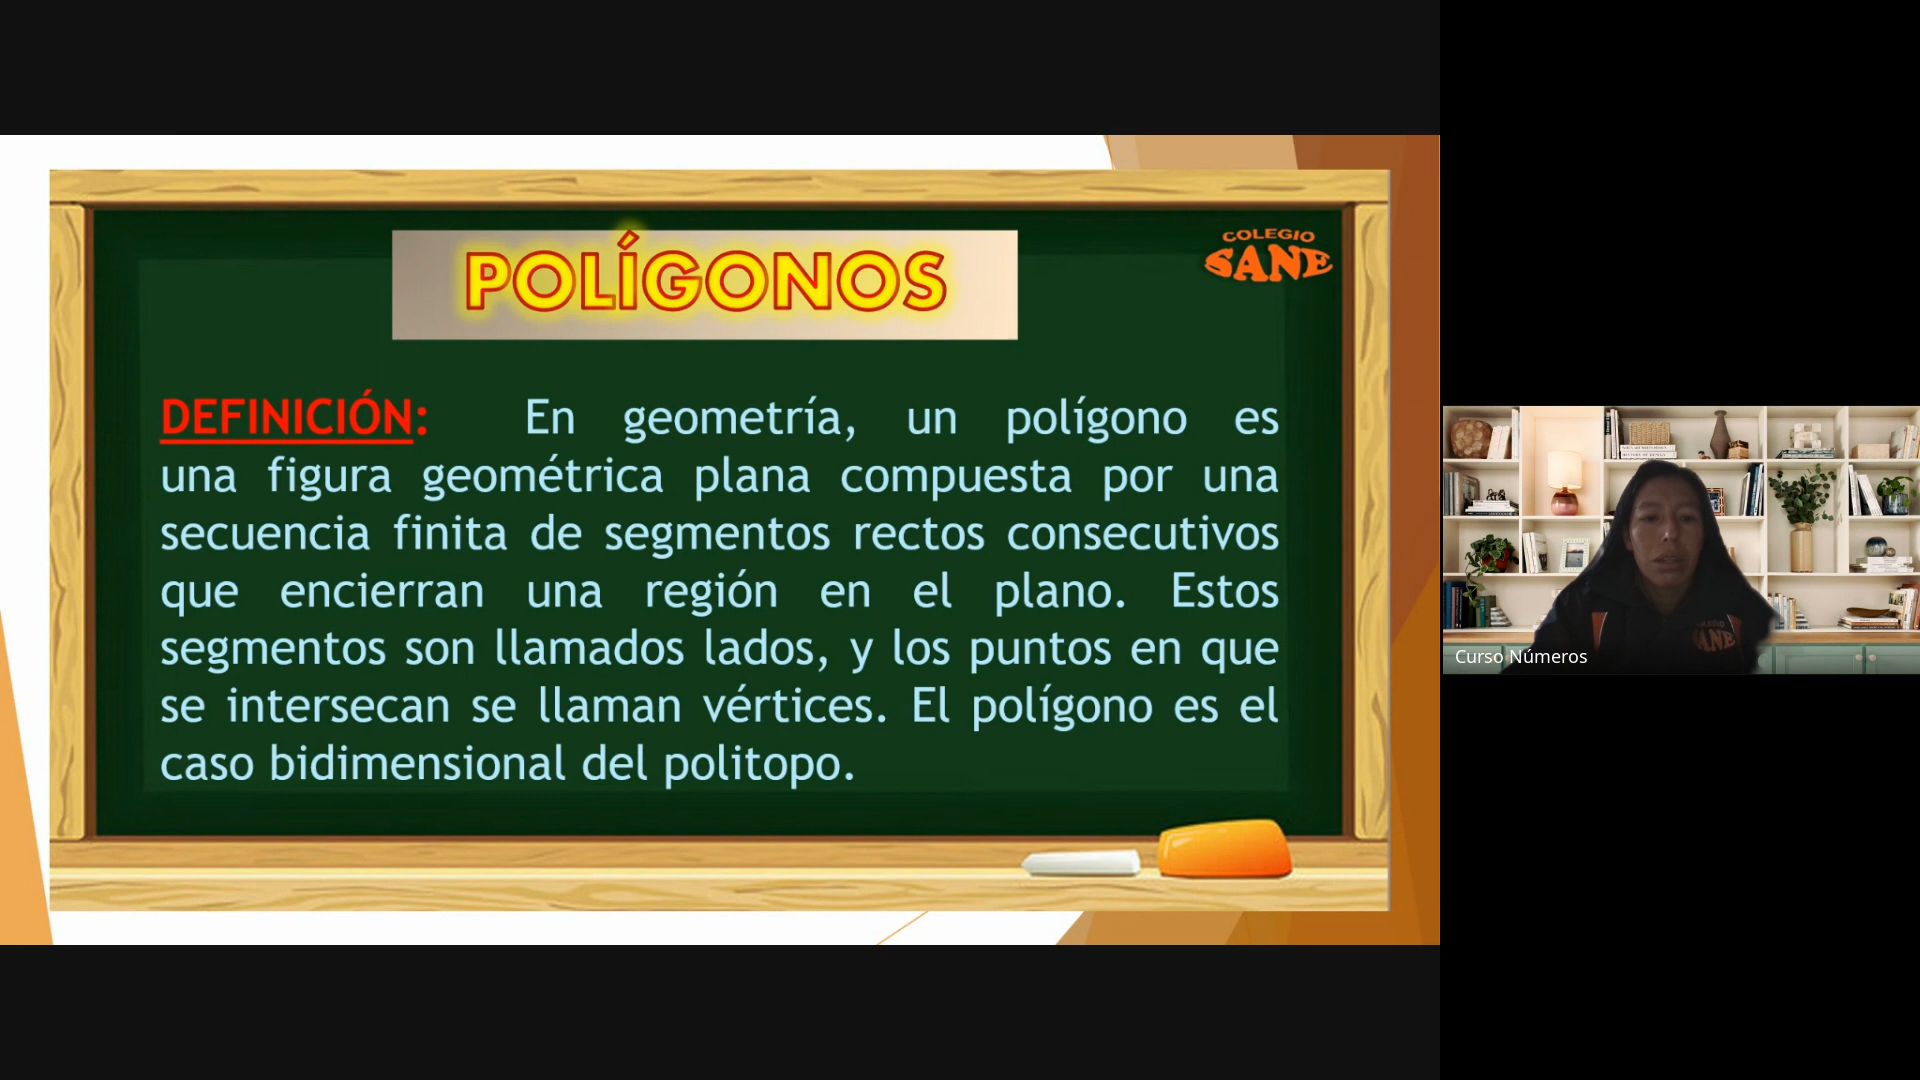 POLÍGONOS
COLEGIO
SANE
DEFINICIÓN: En geometría, un polígono es
una figura geométrica plana compuesta por una
secuencia finita de segmentos rectos consecutivos
que encierran una región en el plano. Estos
segmentos son llamados lados, y los puntos en que
se intersecan se llaman vértices. El polígono es el
caso bidimensional del politopo.
Curso Números